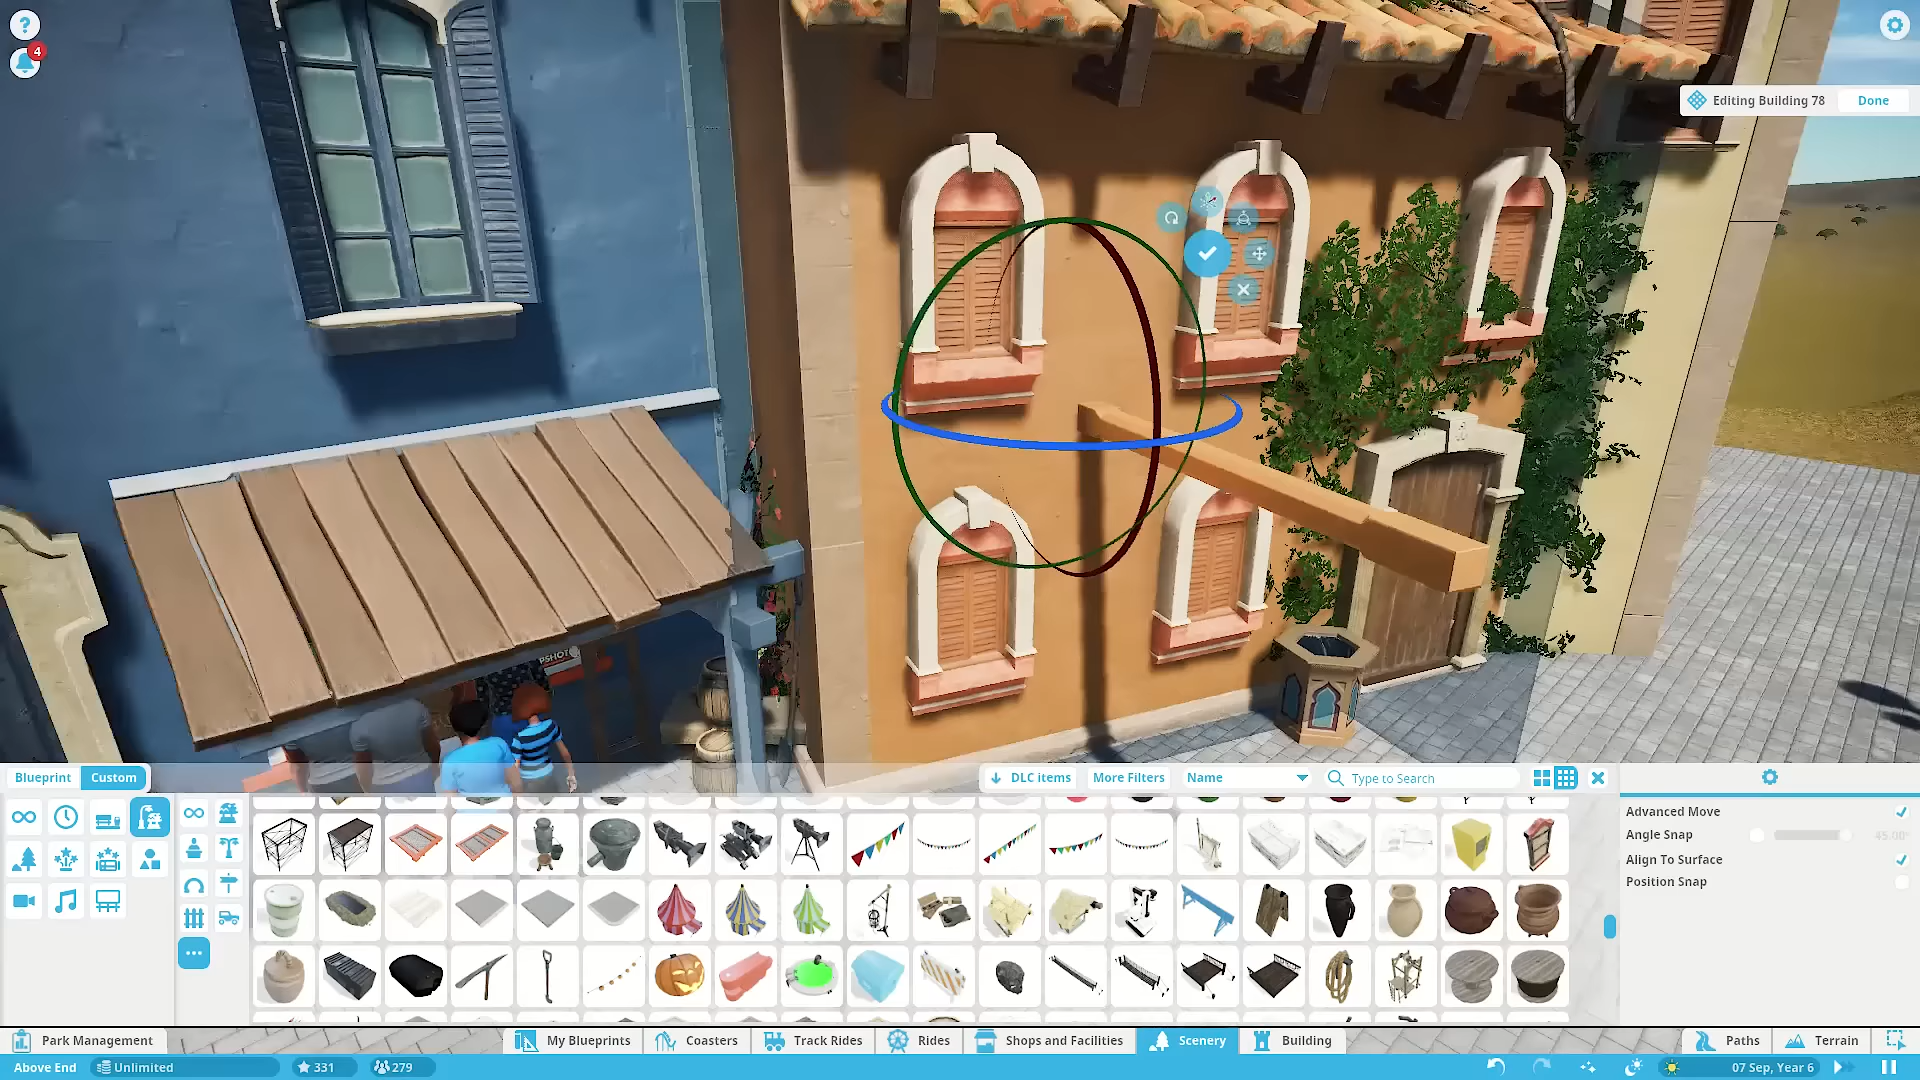 ?
4
Editing Building 78
Done
PSHOT
Blueprint
Custom
DLC items
More Filters
Name
Type to Search
Advanced Move
Angle Snap
45.00°
Align To Surface
Position Snap
Park Management
My Blueprints
Coasters
Track Rides
Rides
Shops and Facilities
Scenery
Building
Paths
Terrain
Above End
Unlimited
331
279
07 Sep, Year 6